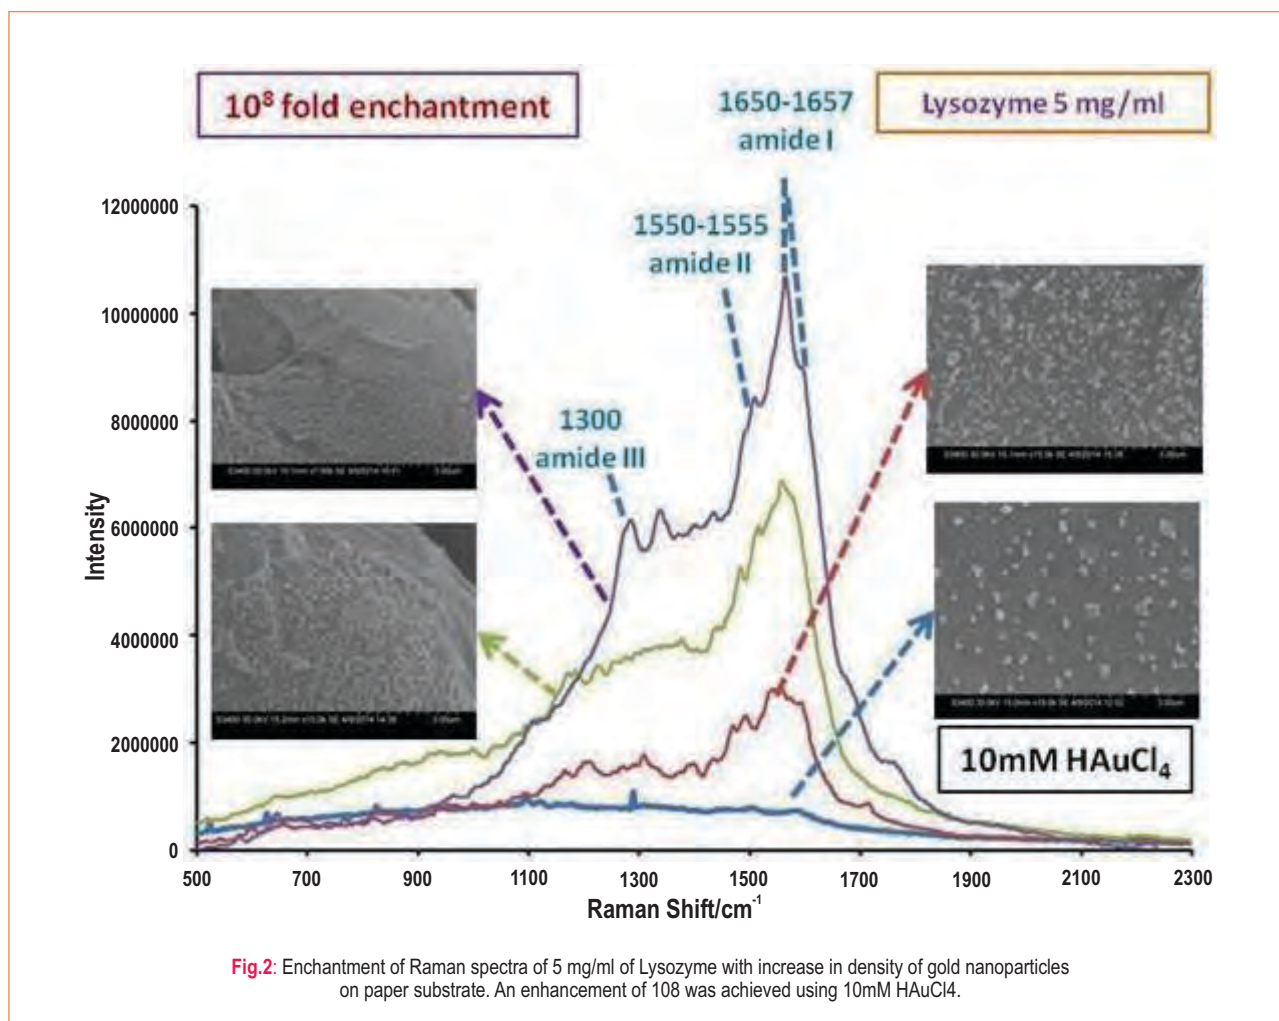 10⁸ fold enchantment
1650-1657
amide I
Lysozyme 5 mg/ml
1550-1555
amide II
1300
amide III
12000000
10000000
8000000
6000000
4000000
2000000
0
Intensity
10mM HAuCl₄
500 700 900 1100 1300 1500 1700 1900 2100 2300
Raman Shift/cm⁻¹
Fig.2: Enchantment of Raman spectra of 5 mg/ml of Lysozyme with increase in density of gold nanoparticles
on paper substrate. An enhancement of 108 was achieved using 10mM HAuCl4.